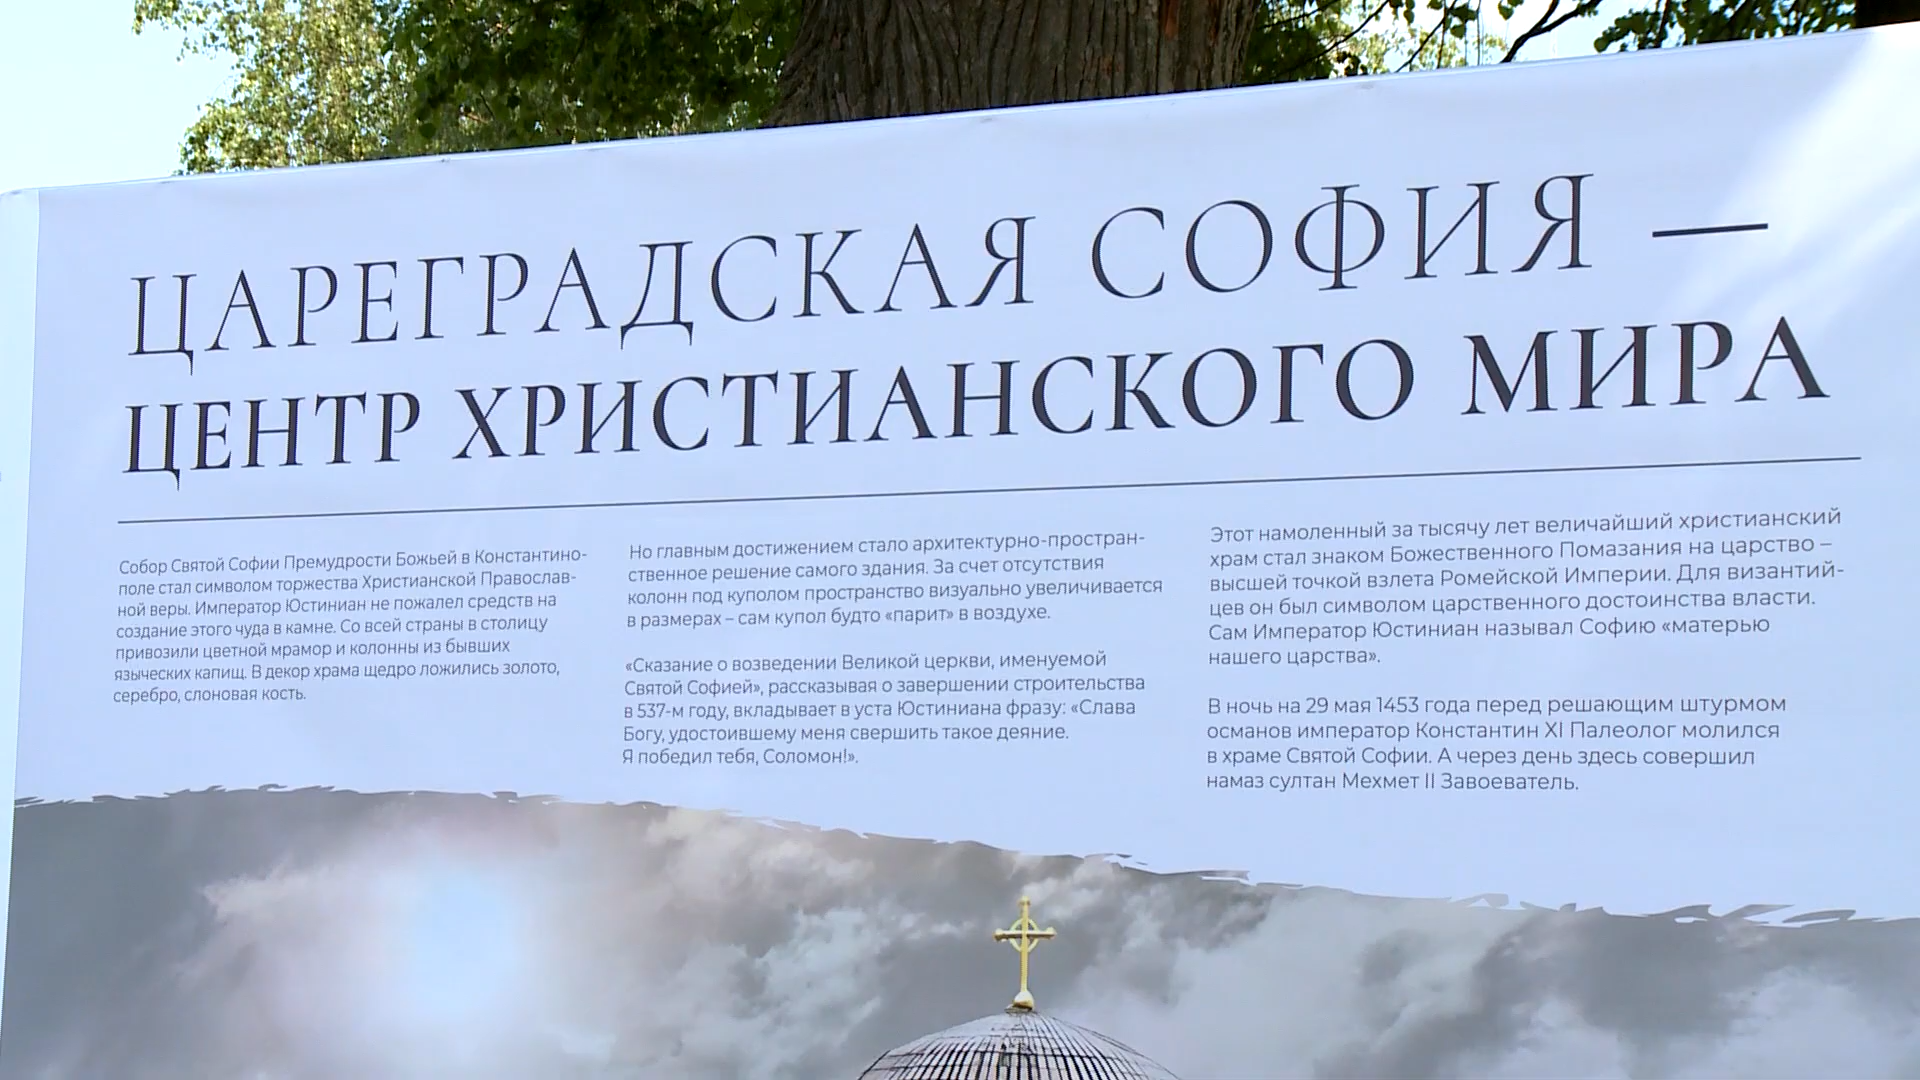 ЦАРЕГРАДСКАЯ СОФИЯ —
ЦЕНТР ХРИСТИАНСКОГО МИРА
Собор Святой Софии Премудрости Божьей в Константино-
поле стал символом торжества Христианской Православ-
ной веры. Император Юстиниан не пожалел средств на
создание этого чуда в камне. Со всей страны в столицу
привозили цветной мрамор и колонны из бывших
языческих капищ. В декор храма щедро ложились золото,
серебро, слоновая кость.
Но главным достижением стало архитектурно-простран-
ственное решение самого здания. За счет отсутствия
колонн под куполом пространство визуально увеличивается
в размерах – сам купол будто «парит» в воздухе.
«Сказание о возведении Великой церкви, именуемой
Святой Софией», рассказывая о завершении строительства
в 537-м году, вкладывает в уста Юстиниана фразу: «Слава
Богу, удостоившему меня свершить такое деяние.
Я победил тебя, Соломон!».
Этот намоленный за тысячу лет величайший христианский
храм стал знаком Божественного Помазания на царство –
высшей точкой взлета Ромейской Империи. Для византий-
цев он был символом царственного достоинства власти.
Сам Император Юстиниан называл Софию «матерью
нашего царства».
В ночь на 29 мая 1453 года перед решающим штурмом
османов император Константин XI Палеолог молился
в храме Святой Софии. А через день здесь совершил
намаз султан Мехмет II Завоеватель.